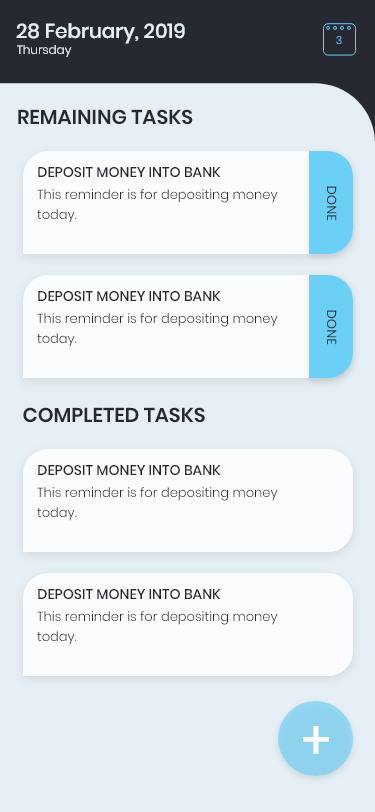 28 February, 2019
Thursday
3
REMAINING TASKS
DEPOSIT MONEY INTO BANK
This reminder is for depositing money
today.
DONE
DEPOSIT MONEY INTO BANK
This reminder is for depositing money
today.
DONE
COMPLETED TASKS
DEPOSIT MONEY INTO BANK
This reminder is for depositing money
today.
DEPOSIT MONEY INTO BANK
This reminder is for depositing money
today.
+